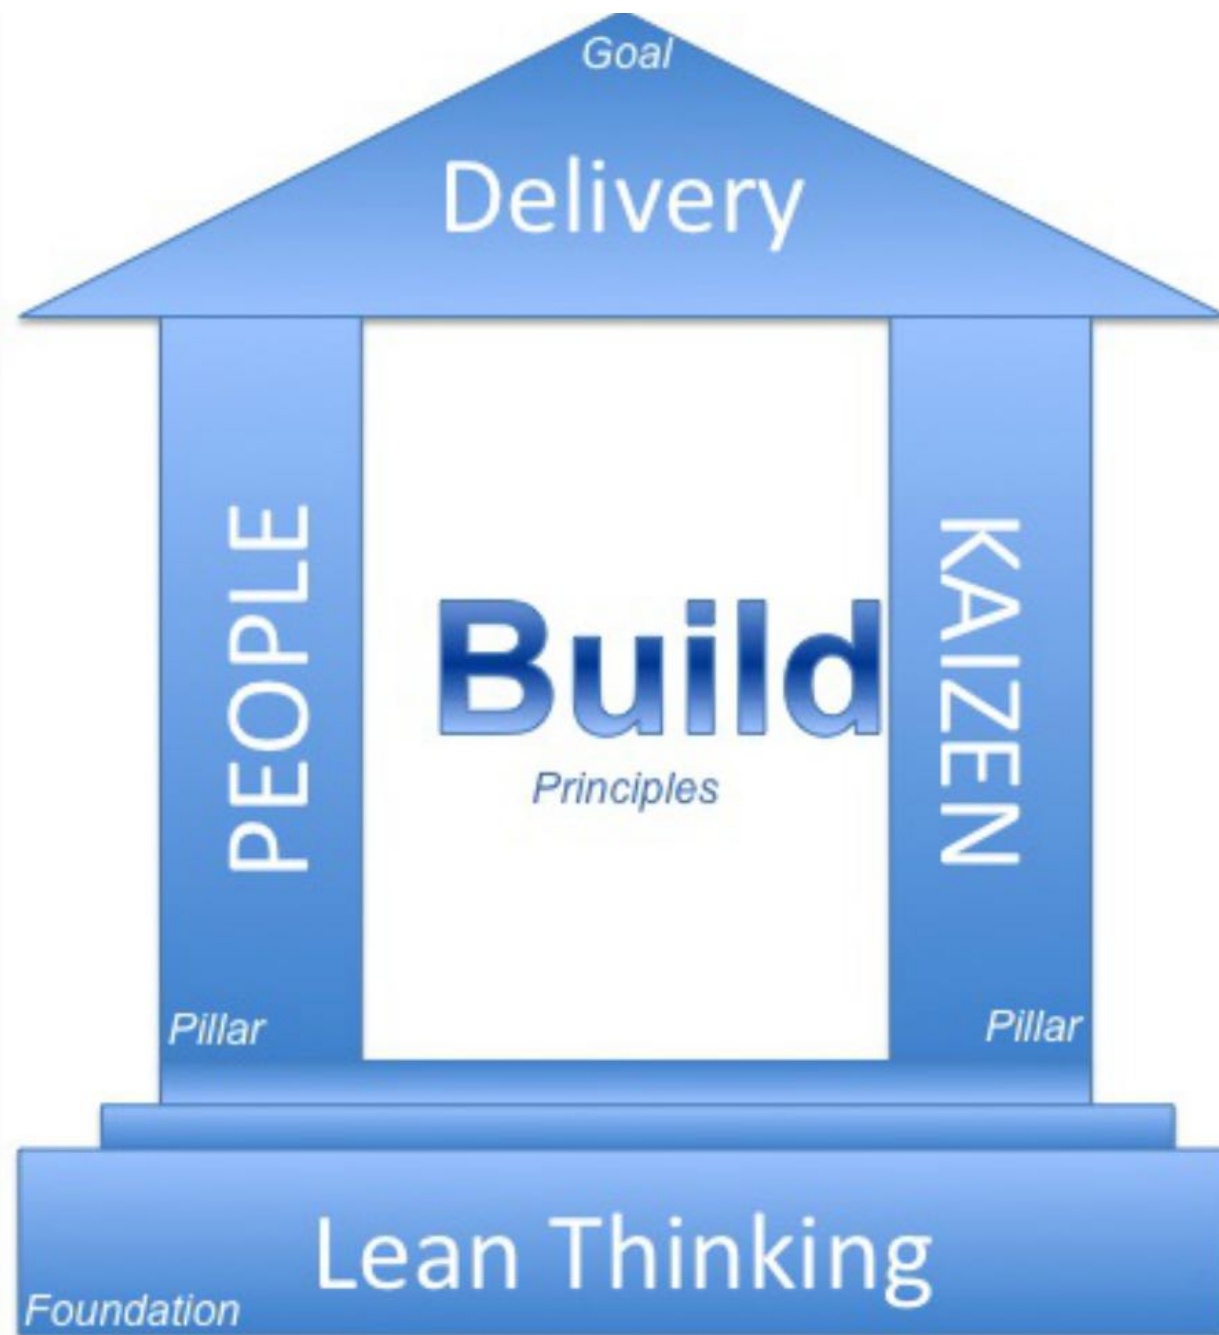 Goal
Delivery
PEOPLE
KAIZEN
Build
Principles
Pillar
Pillar
Lean Thinking
Foundation